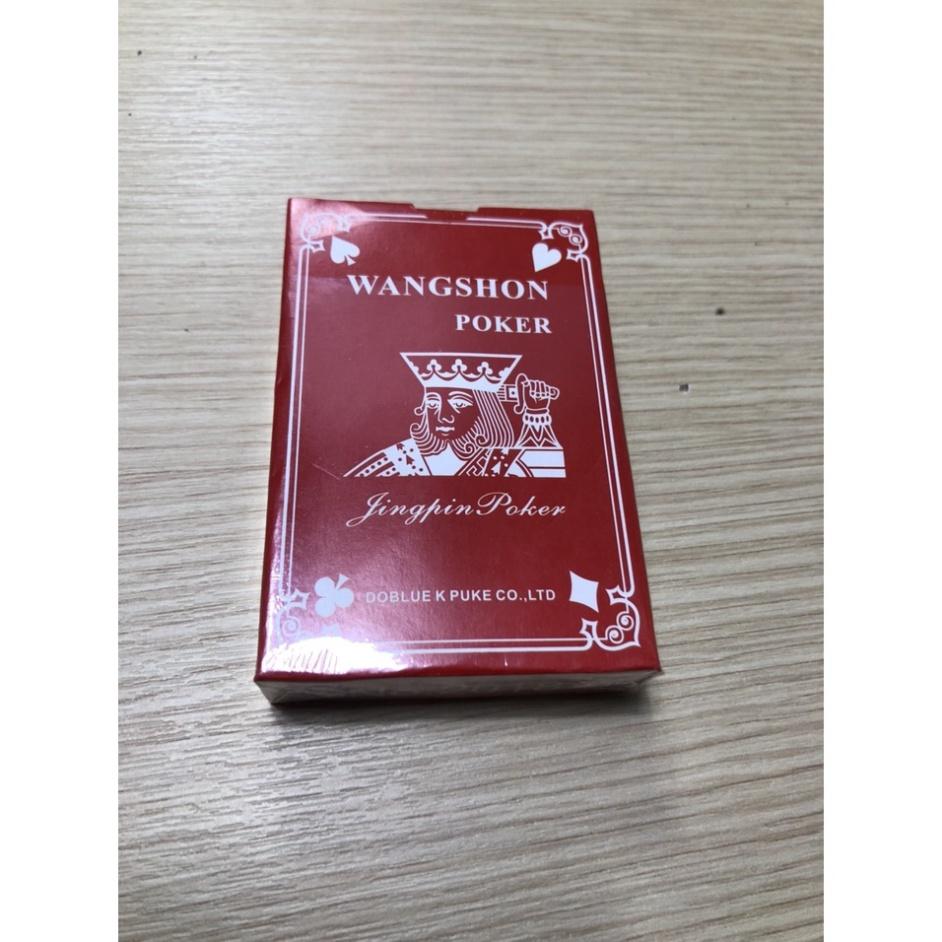 WANGSHON
POKER
Jingpin Poker
DOBLUE K PUKE CO.,LTD